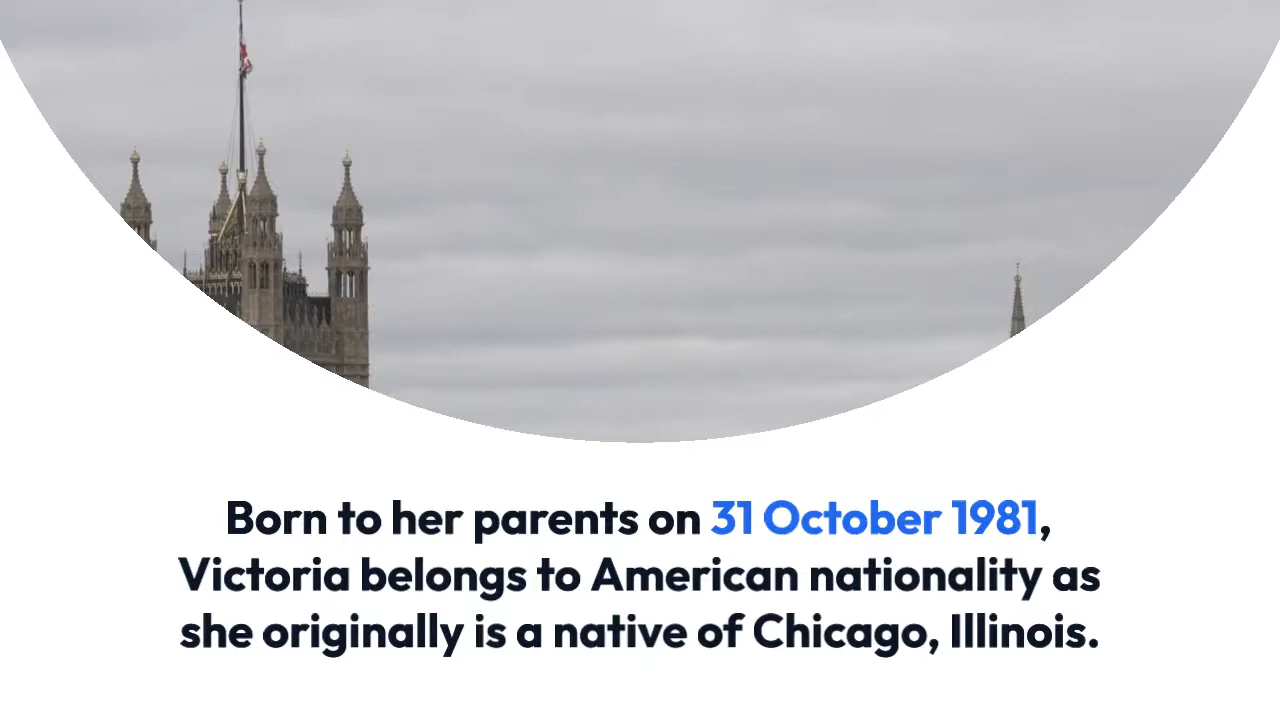 Born to her parents on 31 October 1981,
Victoria belongs to American nationality as
she originally is a native of Chicago, Illinois.